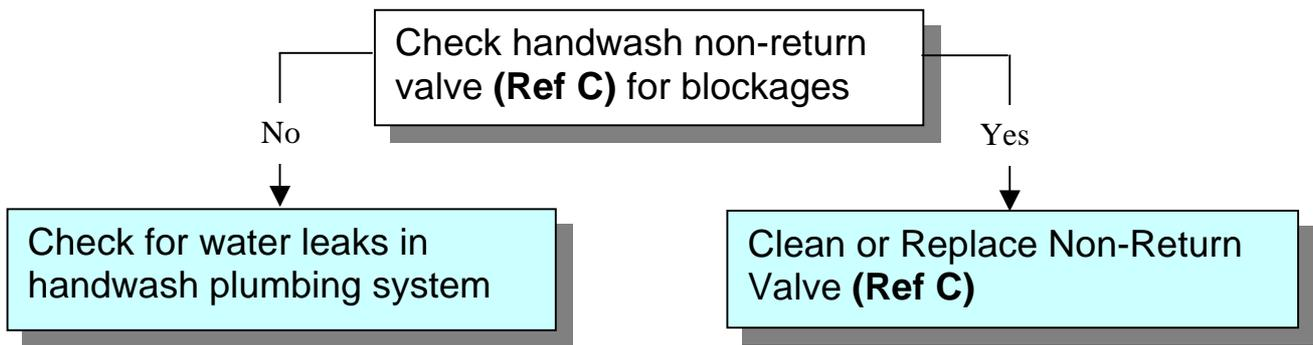 Check handwash non-return
valve (Ref C) for blockages
No
Yes
Check for water leaks in
handwash plumbing system
Clean or Replace Non-Return
Valve (Ref C)